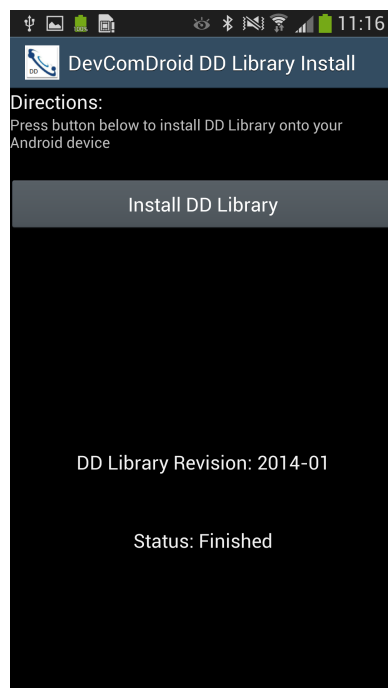 11:16
DD
DevComDroid DD Library Install
Directions:
Press button below to install DD Library onto your
Android device
Install DD Library
DD Library Revision: 2014-01
Status: Finished